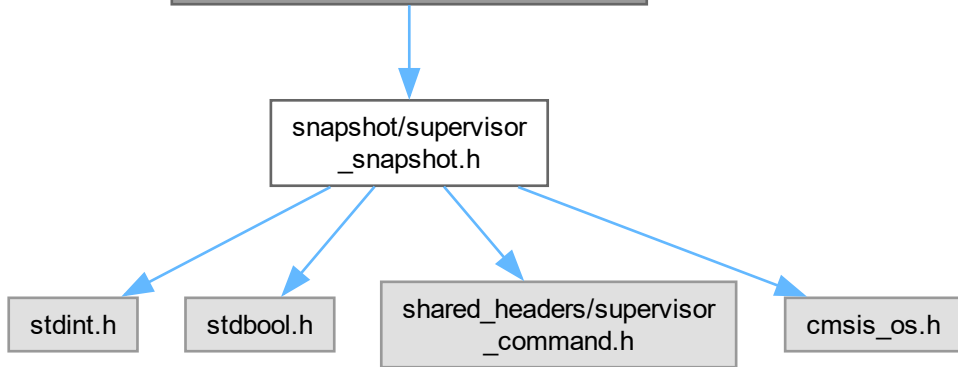 snapshot/supervisor
_snapshot.h
stdint.h
stdbool.h
shared_headers/supervisor
_command.h
cmsis_os.h